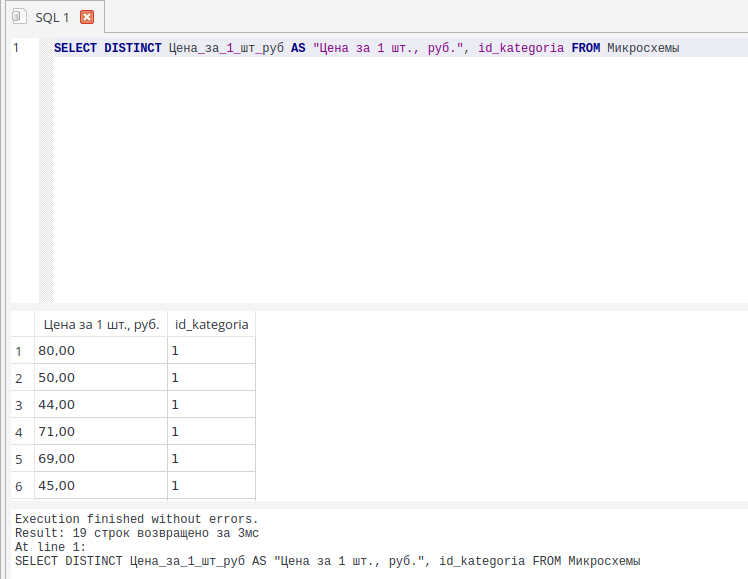 SQL 1
1 SELECT DISTINCT Цена_за_1_шт_руб AS "Цена за 1 шт., руб.", id_kategoria FROM Микросхемы
Цена за 1 шт., руб. id_kategoria
1 80,00 1
2 50,00 1
3 44,00 1
4 71,00 1
5 69,00 1
6 45,00 1
Execution finished without errors.
Result: 19 строк возвращено за 3мс
At line 1:
SELECT DISTINCT Цена_за_1_шт_руб AS "Цена за 1 шт., руб.", id_kategoria FROM Микросхемы